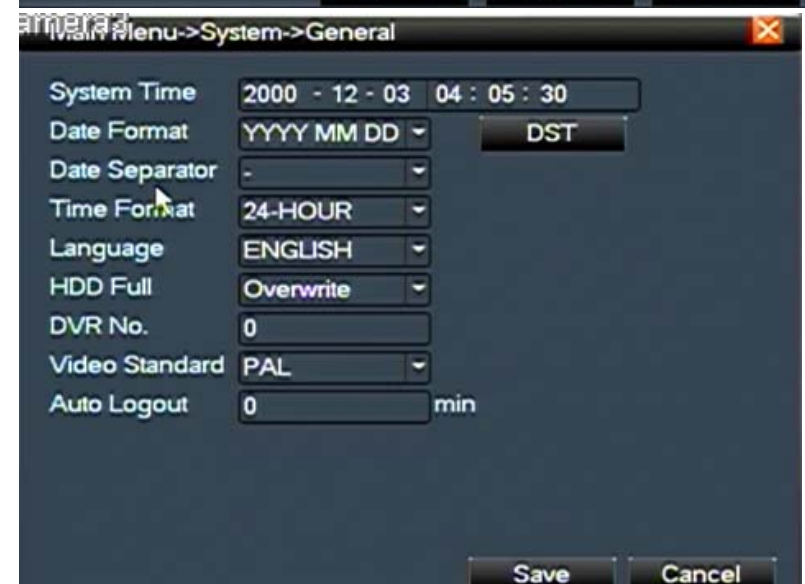 amera3
Main Menu->System->General
System Time 2000 - 12 - 03 04 : 05 : 30
Date Format YYYY MM DD DST
Date Separator -
Time Format 24-HOUR
Language ENGLISH
HDD Full Overwrite
DVR No. 0
Video Standard PAL
Auto Logout 0 min
Save Cancel